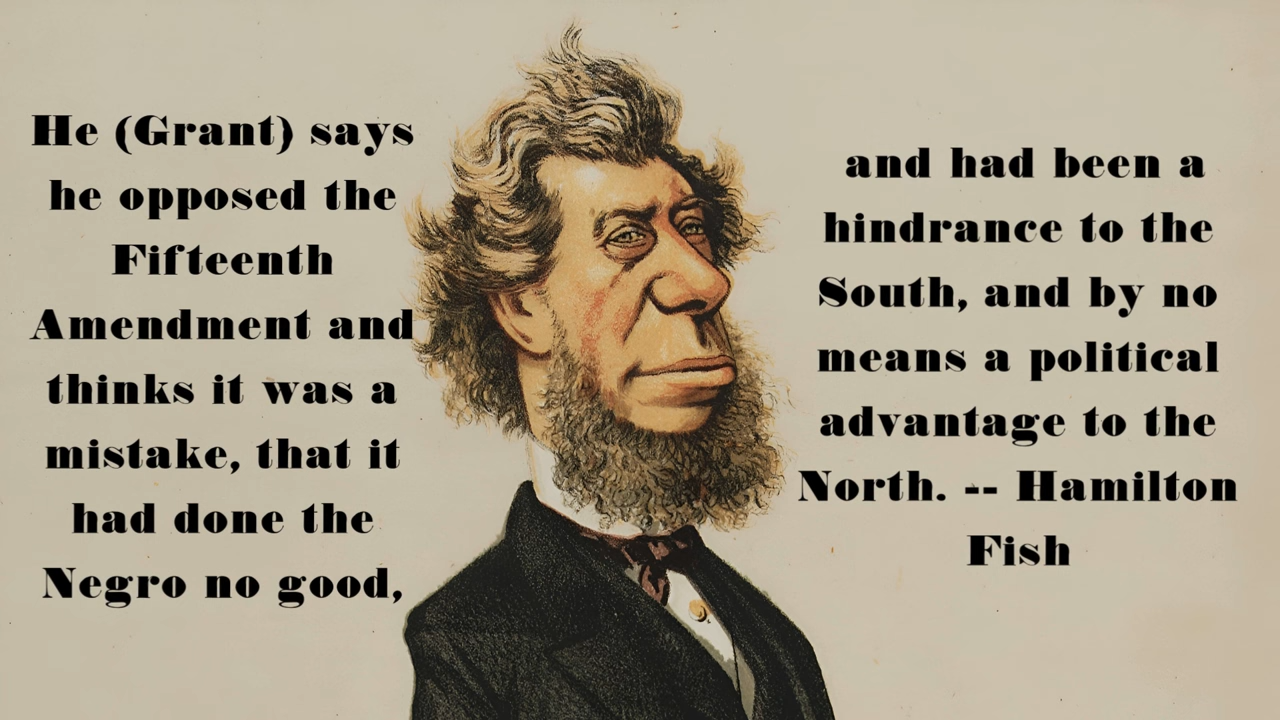 He (Grant) says
he opposed the
Fifteenth
Amendment and
thinks it was a
mistake, that it
had done the
Negro no good,
and had been a
hindrance to the
South, and by no
means a political
advantage to the
North. -- Hamilton
Fish